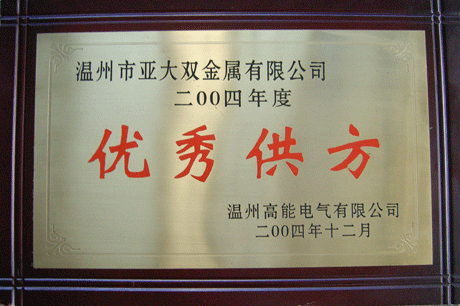 温州市亚大双金属有限公司
二00四年度
优秀供方
温州高能电气有限公司
二00四年十二月